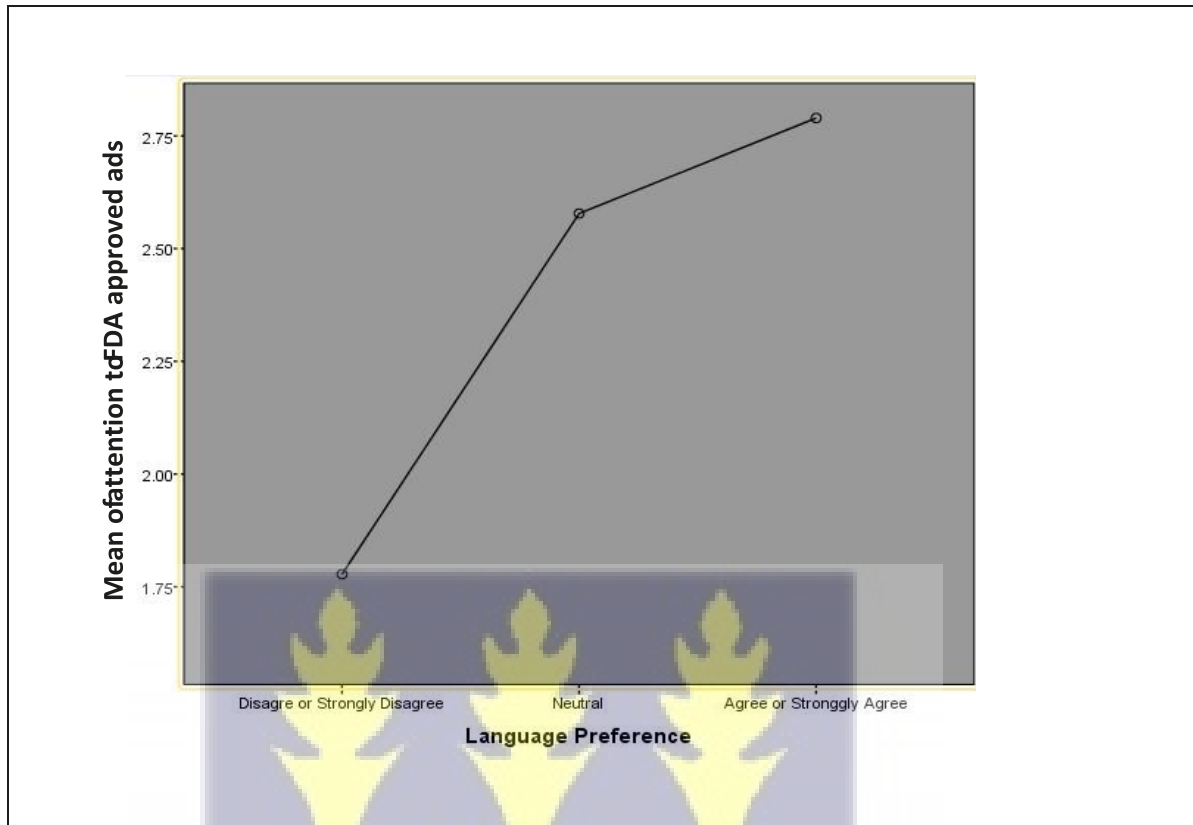 Mean ofattention toFDA approved ads
2.75
2.50
2.25
2.00
1.75
Disagre or Strongly Disagree
Neutral
Agree or Stronggly Agree
Language Preference